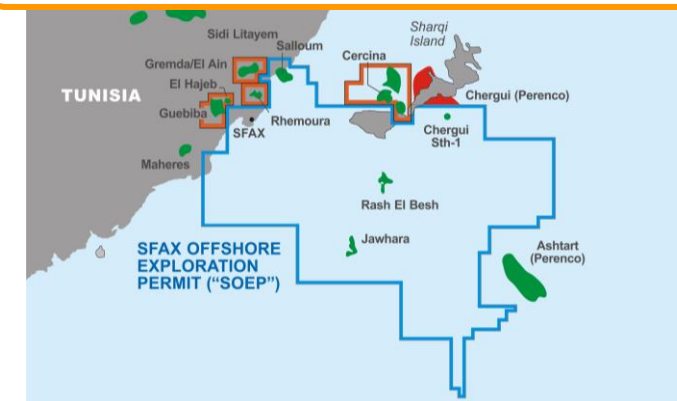 Sharqi
Island
Sidi Litayem
Salloum
Cercina
Gremda/El Ain
El Hajeb
TUNISIA
Chergui (Perenco)
Guebiba
Rhemoura
SFAX
Chergui
Sth-1
Maheres
Rash El Besh
Jawhara
SFAX OFFSHORE
EXPLORATION
PERMIT ("SOEP")
Ashtart
(Perenco)